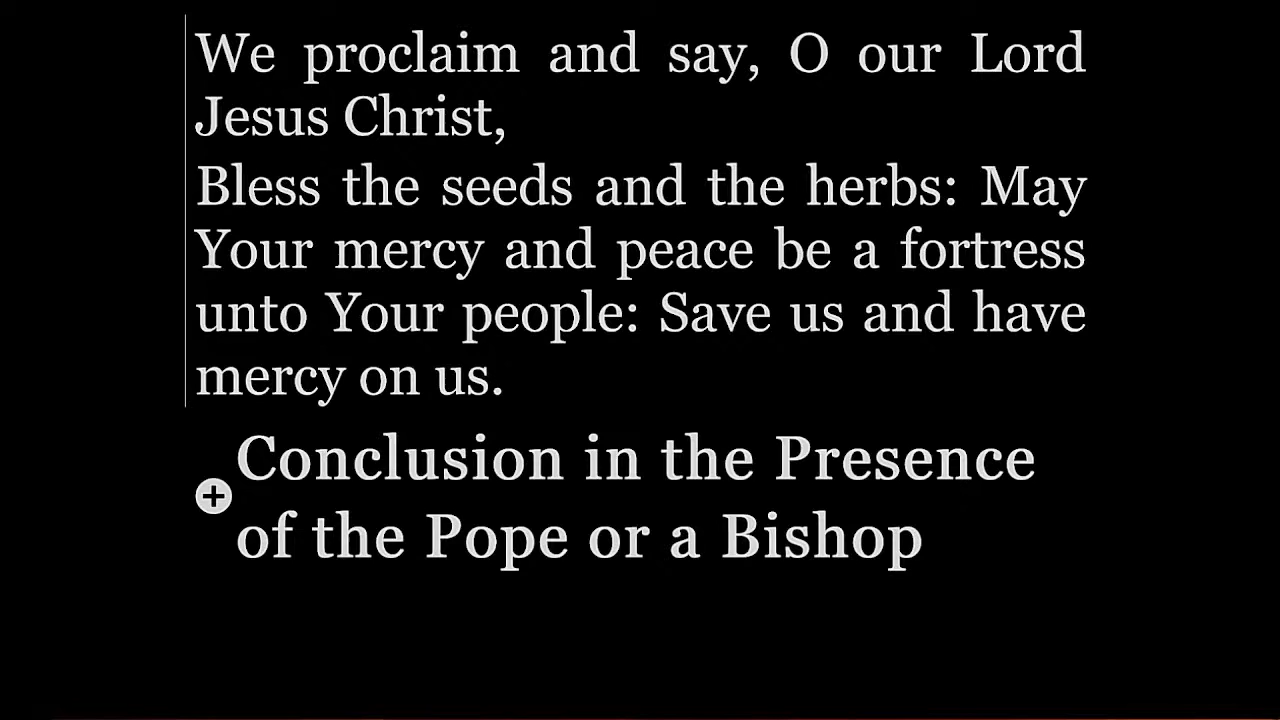 We proclaim and say, O our Lord
Jesus Christ,
Bless the seeds and the herbs: May
Your mercy and peace be a fortress
unto Your people: Save us and have
mercy on us.
Conclusion in the Presence
of the Pope or a Bishop